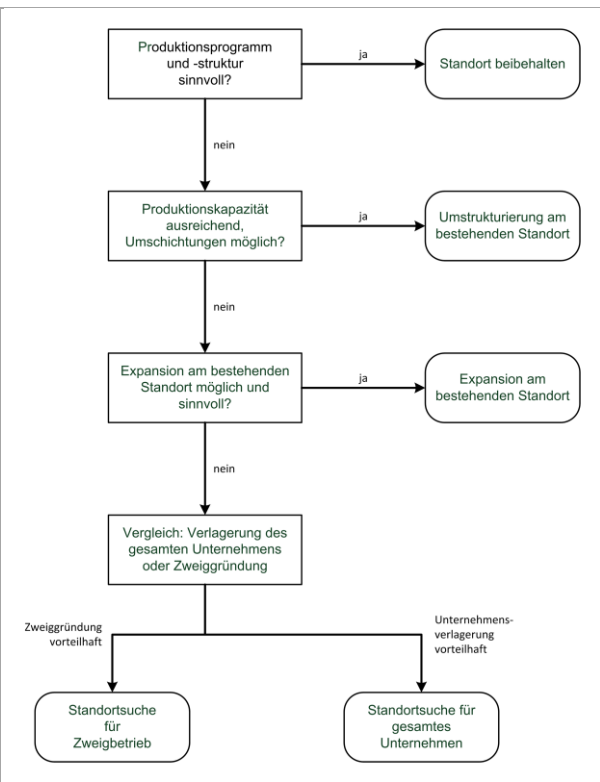 Produktionsprogramm
und -struktur
sinnvoll?
ja
Standort beibehalten
nein
Produktionskapazität
ausreichend,
Umschichtungen möglich?
ja
Umstrukturierung am
bestehenden Standort
nein
Expansion am bestehenden
Standort möglich und
sinnvoll?
ja
Expansion am
bestehenden Standort
nein
Vergleich: Verlagerung des
gesamten Unternehmens
oder Zweiggründung
Zweiggründung
vorteilhaft
Unternehmens-
verlagerung
vorteilhaft
Standortsuche
für
Zweigbetrieb
Standortsuche für
gesamtes
Unternehmen